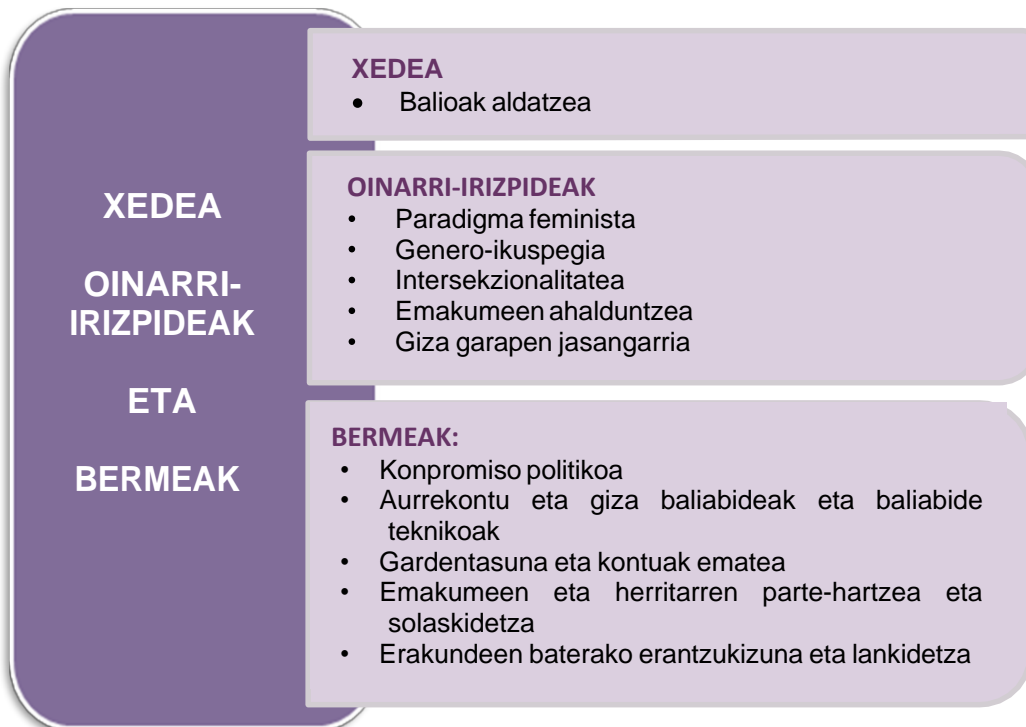 XEDEA
OINARRI-
IRIZPIDEAK
ETA
BERMEAK
XEDEA
• Balioak aldatzea
OINARRI-IRIZPIDEAK
• Paradigma feminista
• Genero-ikuspegia
• Intersekzionalitatea
• Emakumeen ahalduntzea
• Giza garapen jasangarria
BERMEAK:
• Konpromiso politikoa
• Aurrekontu eta giza baliabideak eta baliabide
teknikoak
• Gardentasuna eta kontuak ematea
• Emakumeen eta herritarren parte-hartzea eta
solaskidetza
• Erakundeen baterako erantzukizuna eta lankidetza